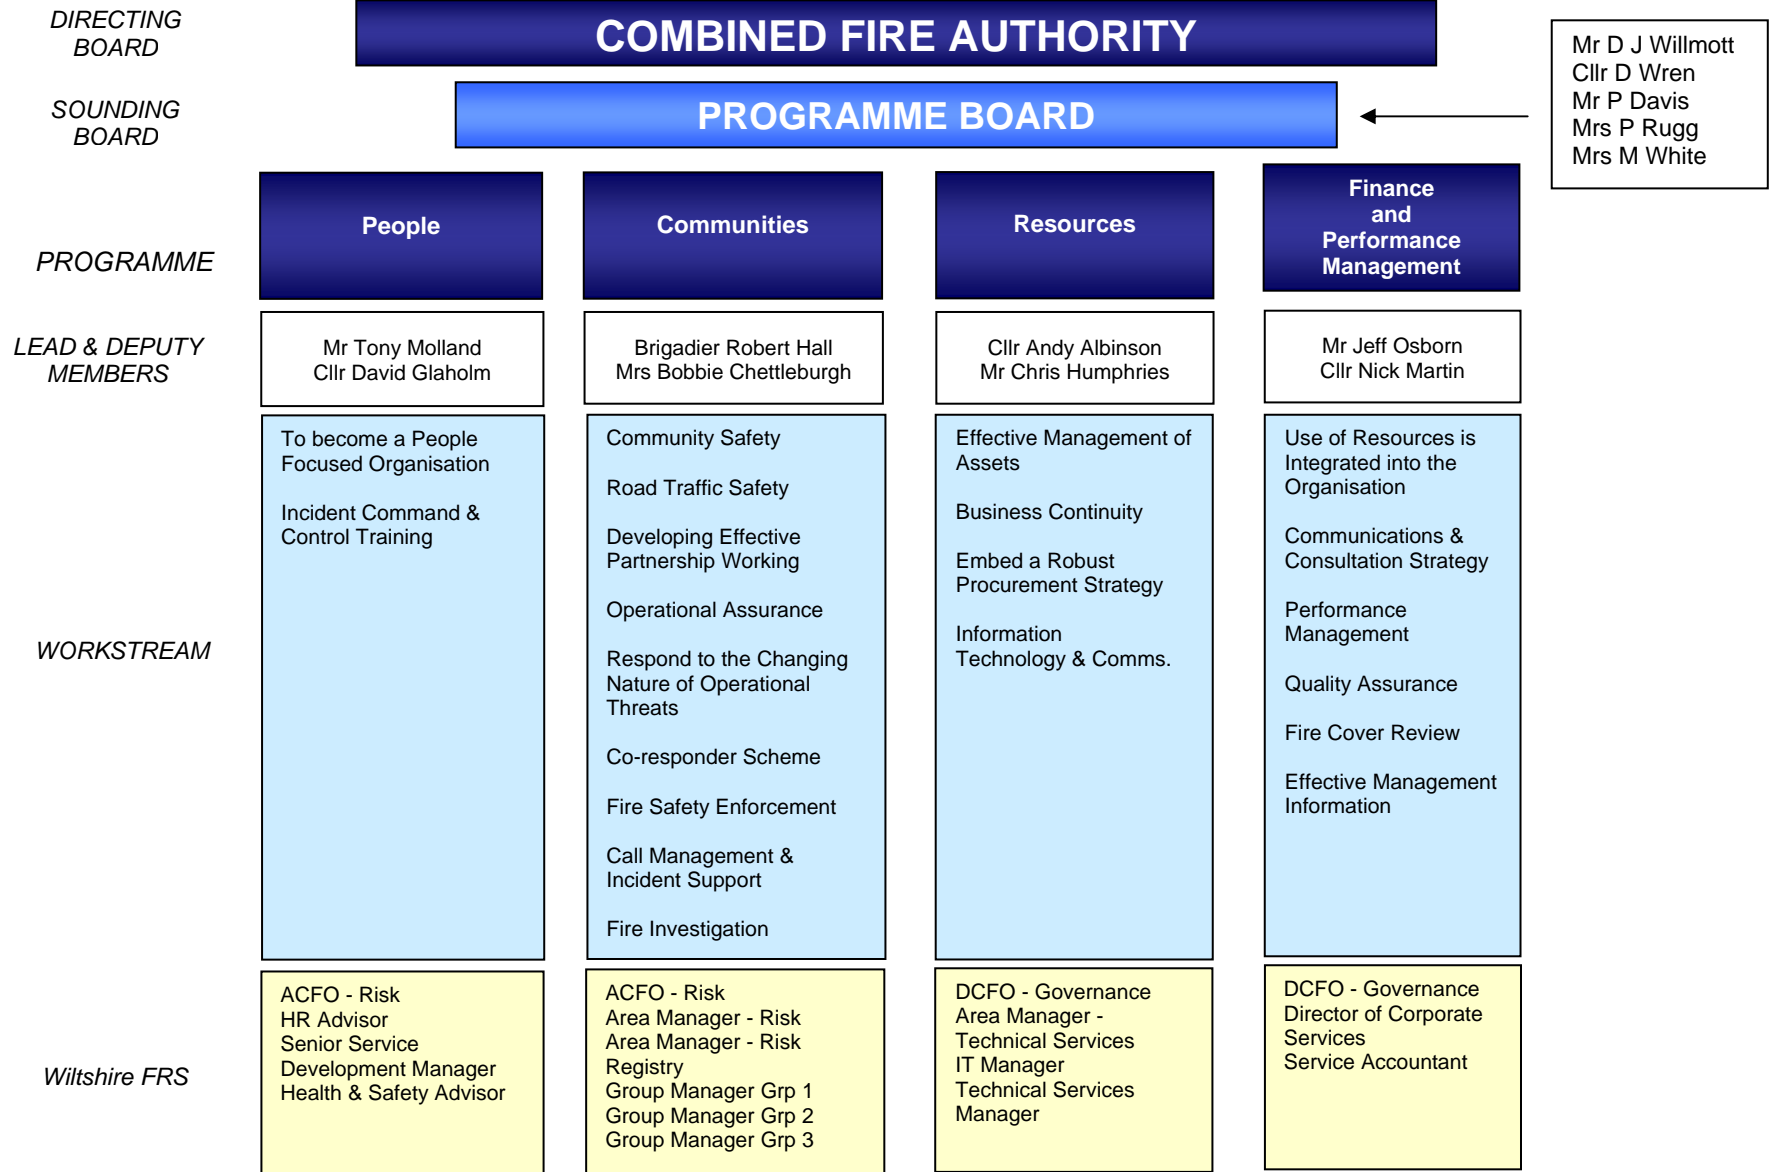 DIRECTING
BOARD
COMBINED FIRE AUTHORITY
Mr D J Willmott
Cllr D Wren
Mr P Davis
Mrs P Rugg
Mrs M White
SOUNDING
BOARD
PROGRAMME BOARD
PROGRAMME
People
Communities
Resources
Finance
and
Performance
Management
LEAD & DEPUTY
MEMBERS
Mr Tony Molland
Cllr David Glaholm
Brigadier Robert Hall
Mrs Bobbie Chettleburgh
Cllr Andy Albinson
Mr Chris Humphries
Mr Jeff Osborn
Cllr Nick Martin
WORKSTREAM
To become a People
Focused Organisation
Incident Command &
Control Training
Community Safety
Road Traffic Safety
Developing Effective
Partnership Working
Operational Assurance
Respond to the Changing
Nature of Operational
Threats
Co-responder Scheme
Fire Safety Enforcement
Call Management &
Incident Support
Fire Investigation
Effective Management of
Assets
Business Continuity
Embed a Robust
Procurement Strategy
Information
Technology & Comms.
Use of Resources is
Integrated into the
Organisation
Communications &
Consultation Strategy
Performance
Management
Quality Assurance
Fire Cover Review
Effective Management
Information
Wiltshire FRS
ACFO - Risk
HR Advisor
Senior Service
Development Manager
Health & Safety Advisor
ACFO - Risk
Area Manager - Risk
Area Manager - Risk
Registry
Group Manager Grp 1
Group Manager Grp 2
Group Manager Grp 3
DCFO - Governance
Area Manager -
Technical Services
IT Manager
Technical Services
Manager
DCFO - Governance
Director of Corporate
Services
Service Accountant